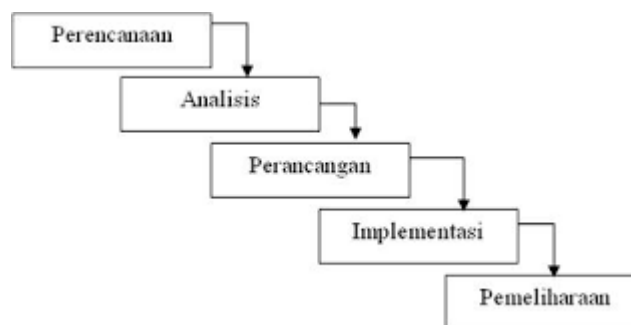 Perencanaan
Analisis
Perancangan
Implementasi
Pemeliharaan